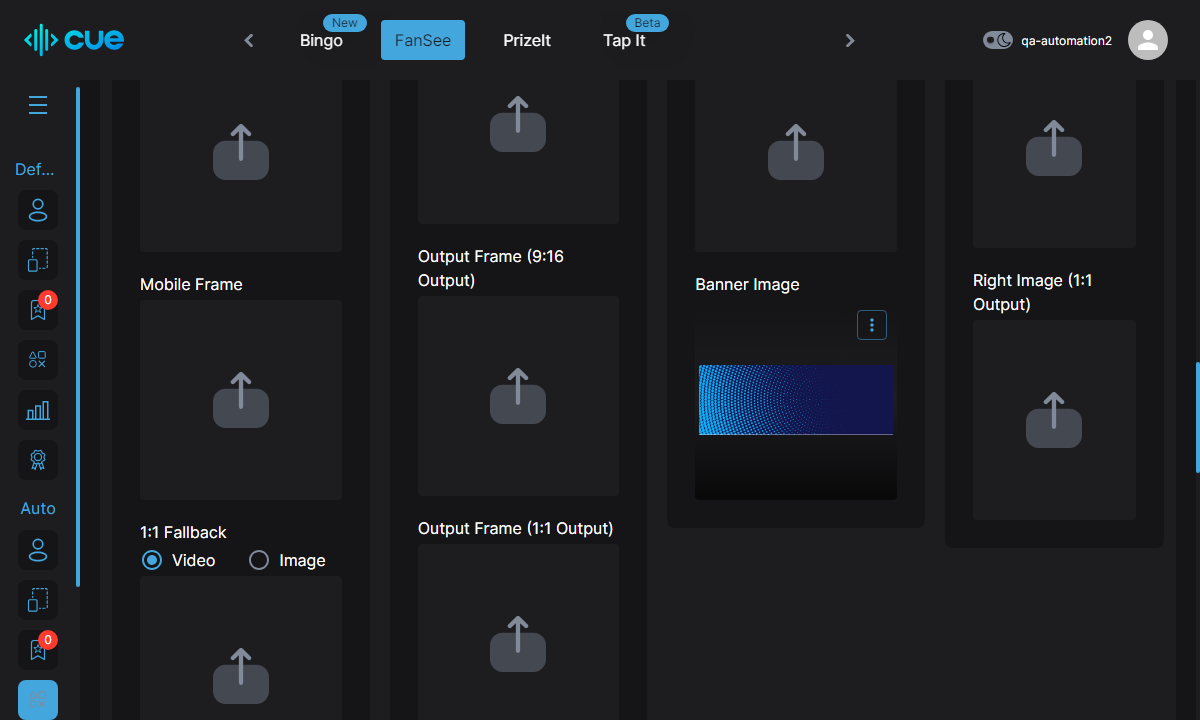 cue
Bingo
New
FanSee
PrizeIt
Tap It
Beta
qa-automation2
Def...
0
Auto
0
Mobile Frame
1:1 Fallback
Video
Image
Output Frame (9:16
Output)
Output Frame (1:1 Output)
Banner Image
Right Image (1:1
Output)